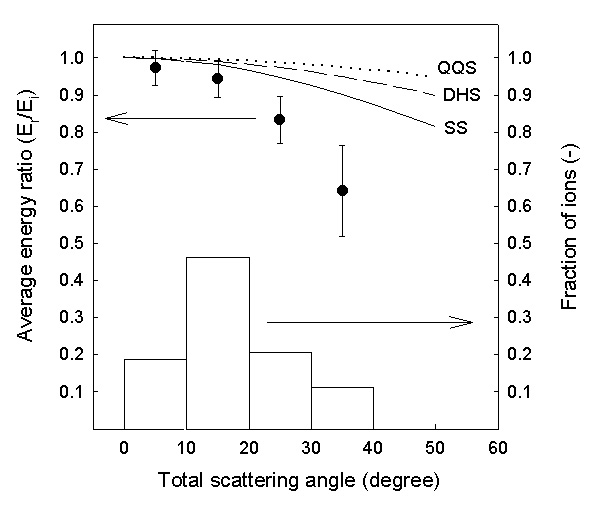 1.0 1.0
QQS
0.9 DHS 0.9
0.8 SS 0.8
0.7 0.7
0.6 0.6
0.5 0.5
0.4 0.4
0.3 0.3
0.2 0.2
0.1 0.1
0 10 20 30 40 50 60
Total scattering angle (degree)
Average energy ratio (Er/Ei)
Fraction of ions (-)